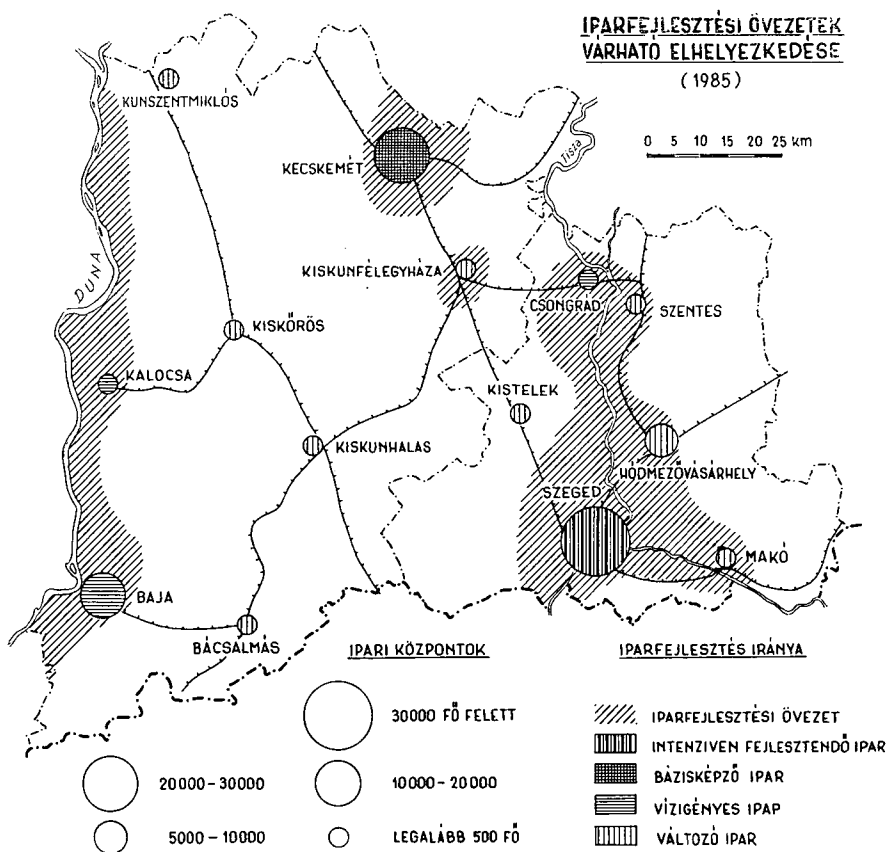 IPARFEJLESZTÉSI ÖVEZETEK
VÁRHATÓ ELHELYEZKEDÉSE
(1985)
0 5 10 15 20 25 km
KUNSZENTMIKLÓS
KECSKEMÉT
Tisza
DUNA
KISKUNFÉLEGYHÁZA
CSONGRÁD
SZENTES
KISKŐRÖS
KALOCSA
KISTELEK
KISKUNHALAS
HÓDMEZŐVÁSÁRHELY
SZEGED
MAKÓ
BAJA
BÁCSALMÁS
IPARI KÖZPONTOK
30000 FŐ FELETT
20000-30000
10000-20000
5000-10000
LEGALÁBB 500 FŐ
IPARFEJLESZTÉS IRÁNYA
IPARFEJLESZTÉSI ÖVEZET
INTENZIVEN FEJLESZTENDŐ IPAR
BÁZISKÉPZŐ IPAR
VÍZIGÉNYES IPAP
VÁLTOZÓ IPAR